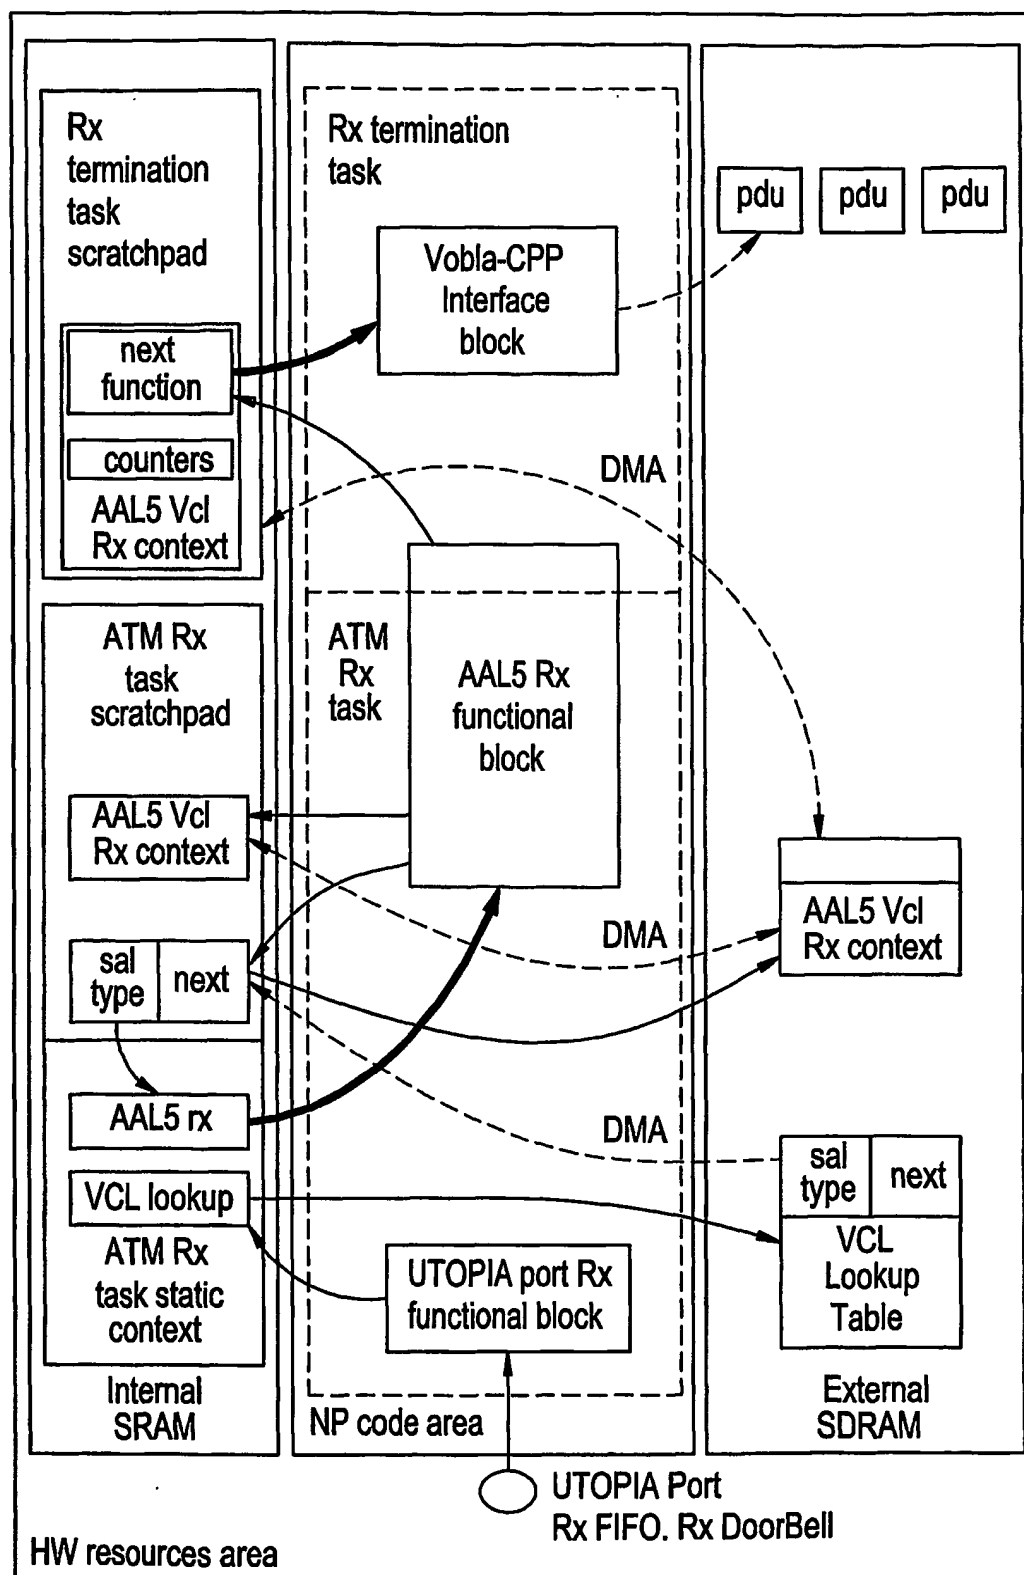 Rx
termination
task
scratchpad
next
function
counters
AAL5 Vcl
Rx context
ATM Rx
task
scratchpad
AAL5 Vcl
Rx context
sal
type
next
AAL5 rx
VCL lookup
ATM Rx
task static
context
Internal
SRAM
Rx termination
task
Vobla-CPP
Interface
block
DMA
ATM
Rx
task
AAL5 Rx
functional
block
DMA
DMA
UTOPIA port Rx
functional block
NP code area
pdu
pdu
pdu
AAL5 Vcl
Rx context
sal
type
next
VCL
Lookup
Table
External
SDRAM
UTOPIA Port
Rx FIFO. Rx DoorBell
HW resources area